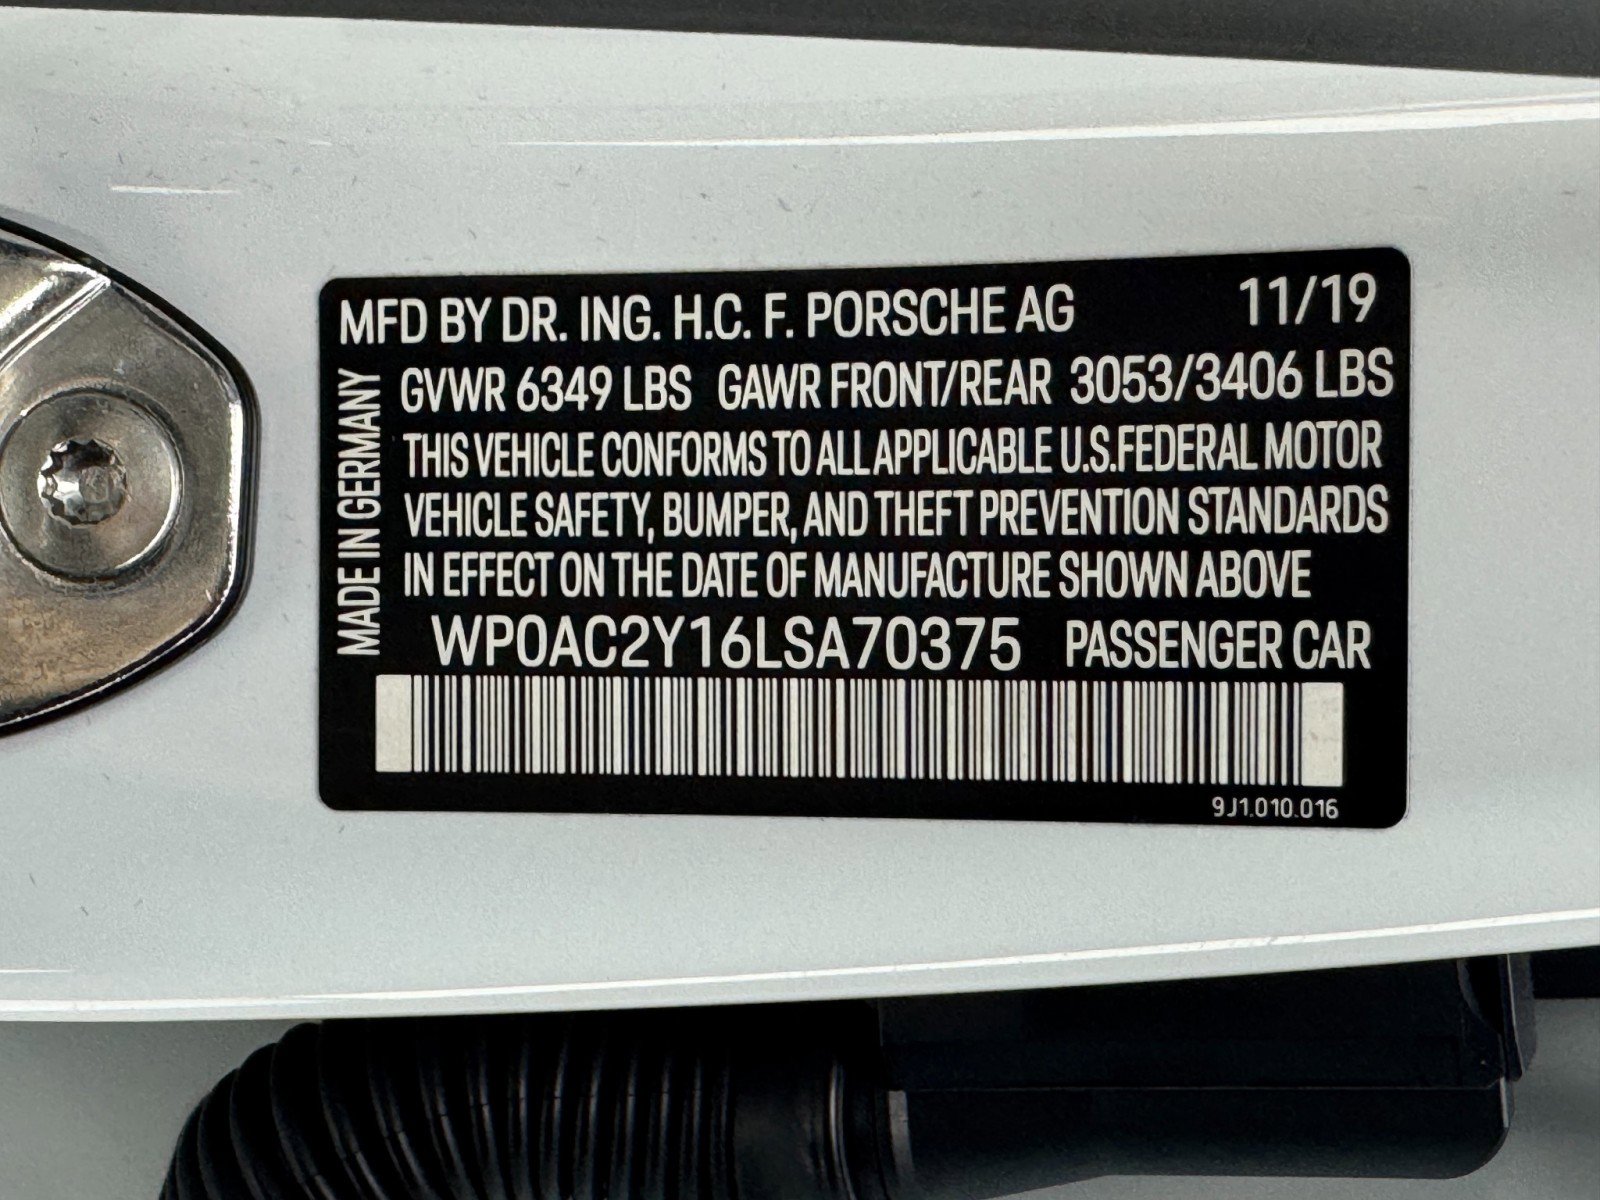 MFD BY DR. ING. H.C. F. PORSCHE AG 11/19
GVWR 6349 LBS GAWR FRONT/REAR 3053/3406 LBS
THIS VEHICLE CONFORMS TO ALL APPLICABLE U.S.FEDERAL MOTOR
VEHICLE SAFETY, BUMPER, AND THEFT PREVENTION STANDARDS
IN EFFECT ON THE DATE OF MANUFACTURE SHOWN ABOVE
WP0AC2Y16LSA70375 PASSENGER CAR
MADE IN GERMANY
9J1.010.016